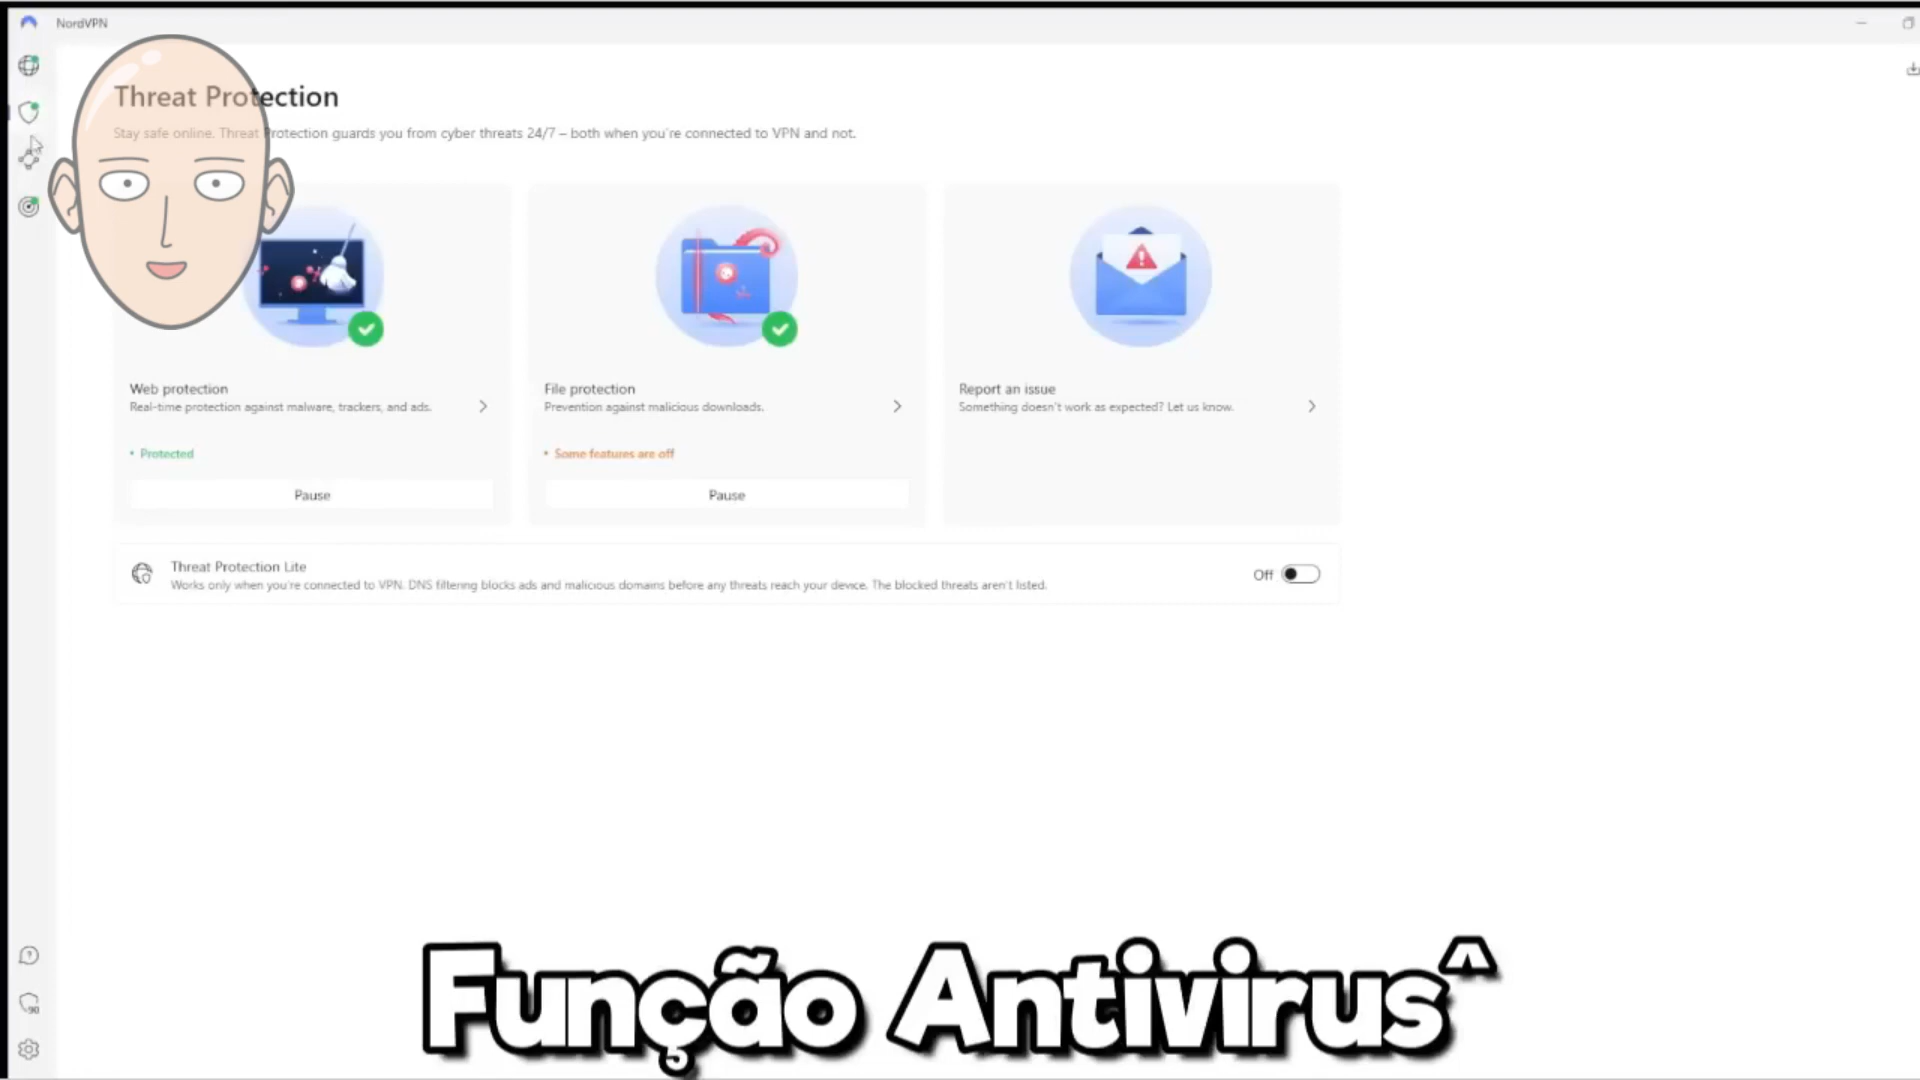 NordVPN
Threat Protection
Stay safe online. Threat Protection guards you from cyber threats 24/7 – both when you're connected to VPN and not.
Web protection
Real-time protection against malware, trackers, and ads.
• Protected
Pause
File protection
Prevention against malicious downloads.
• Some features are off
Pause
Report an issue
Something doesn't work as expected? Let us know.
Threat Protection Lite
Works only when you're connected to VPN. DNS filtering blocks ads and malicious domains before any threats reach your device. The blocked threats aren't listed.
Off
Função Antivirus^